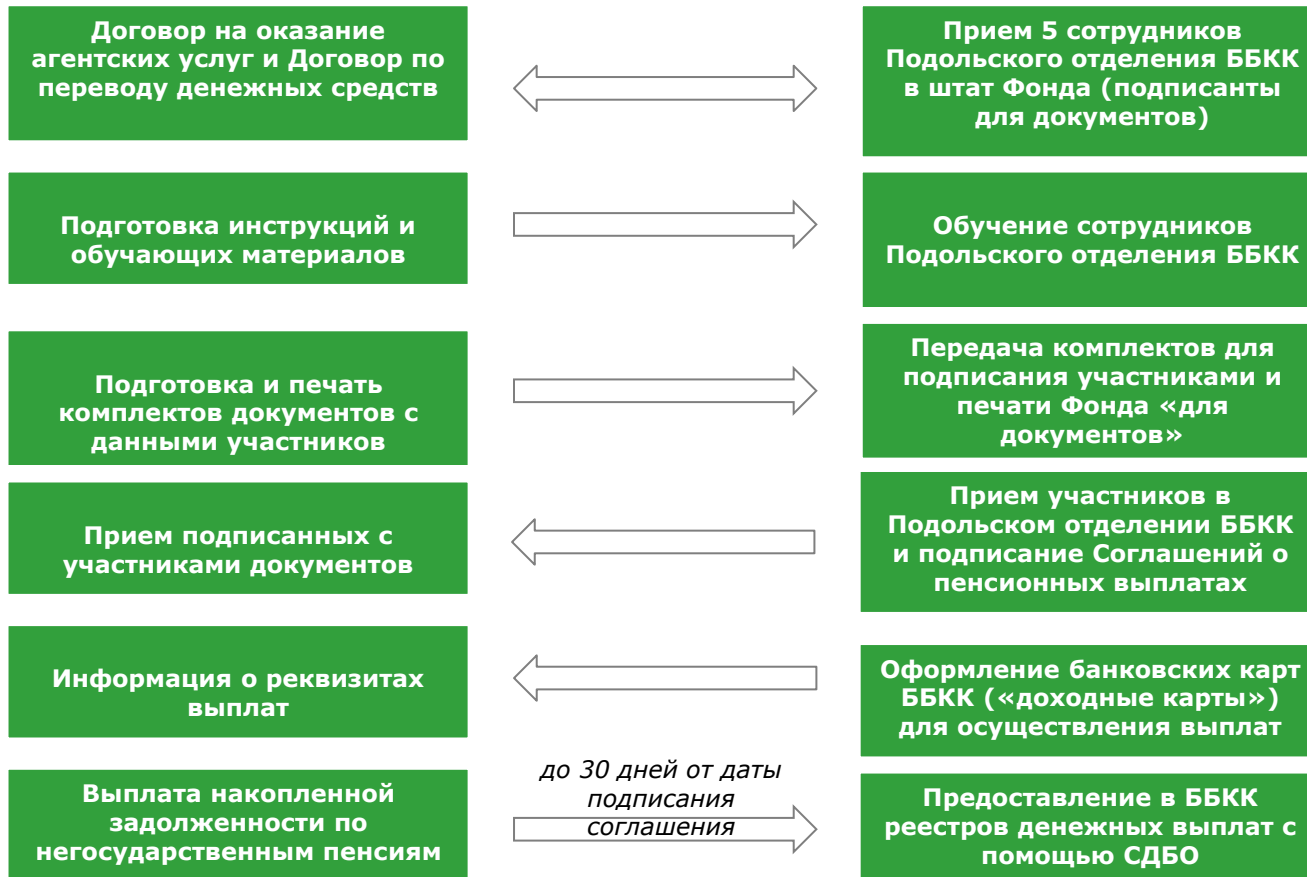 Договор на оказание
агентских услуг и Договор по
переводу денежных средств
Прием 5 сотрудников
Подольского отделения ББКК
в штат Фонда (подписанты
для документов)
Подготовка инструкций и
обучающих материалов
Обучение сотрудников
Подольского отделения ББКК
Подготовка и печать
комплектов документов с
данными участников
Передача комплектов для
подписания участниками и
печати Фонда «для
документов»
Прием подписанных с
участниками документов
Прием участников в
Подольском отделении ББКК
и подписание Соглашений о
пенсионных выплатах
Информация о реквизитах
выплат
Оформление банковских карт
ББКК («доходные карты»)
для осуществления выплат
Выплата накопленной
задолженности по
негосударственным пенсиям
до 30 дней от даты
подписания
соглашения
Предоставление в ББКК
реестров денежных выплат с
помощью СДБО